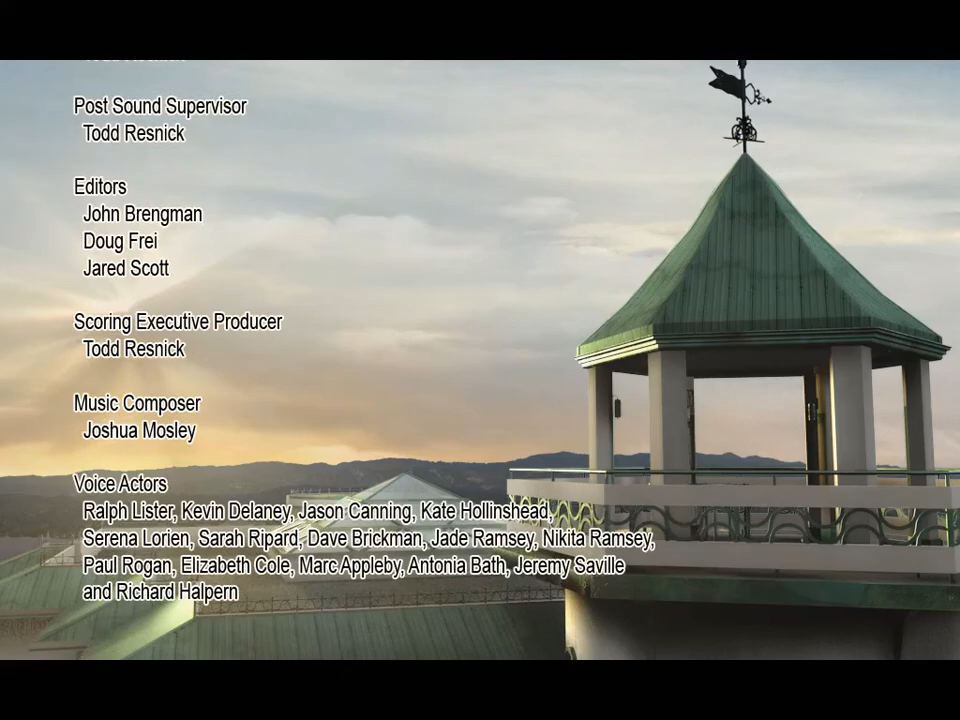 Post Sound Supervisor
Todd Resnick
Editors
John Brengman
Doug Frei
Jared Scott
Scoring Executive Producer
Todd Resnick
Music Composer
Joshua Mosley
Voice Actors
Ralph Lister, Kevin Delaney, Jason Canning, Kate Hollinshead,
Serena Lorien, Sarah Ripard, Dave Brickman, Jade Ramsey, Nikita Ramsey,
Paul Rogan, Elizabeth Cole, Marc Appleby, Antonia Bath, Jeremy Saville
and Richard Halpern